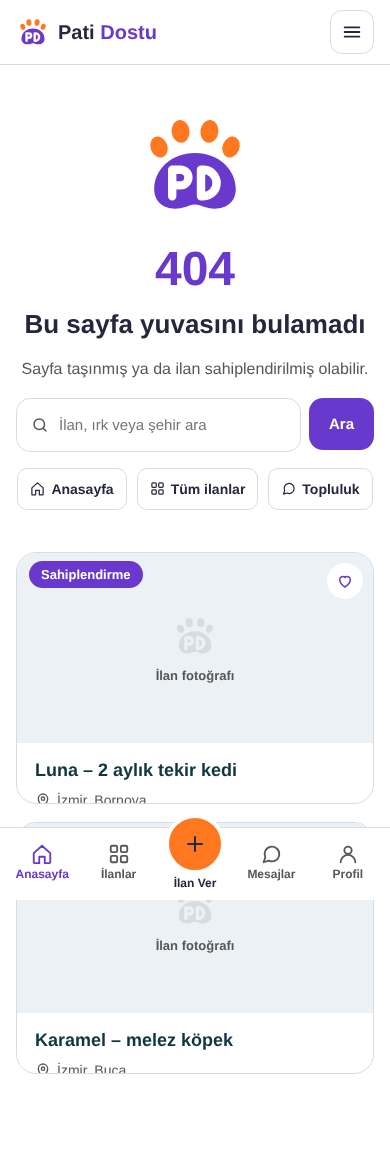 PD
Pati Dostu
PD
404
Bu sayfa yuvasını bulamadı
Sayfa taşınmış ya da ilan sahiplendirilmiş olabilir.
İlan, ırk veya şehir ara
Ara
Anasayfa
Tüm ilanlar
Topluluk
Sahiplendirme
PD
İlan fotoğrafı
Luna – 2 aylık tekir kedi
İzmir, Bornova
Anasayfa
İlanlar
İlan Ver
Mesajlar
Profil
PD
İlan fotoğrafı
Karamel – melez köpek
İzmir, Buca